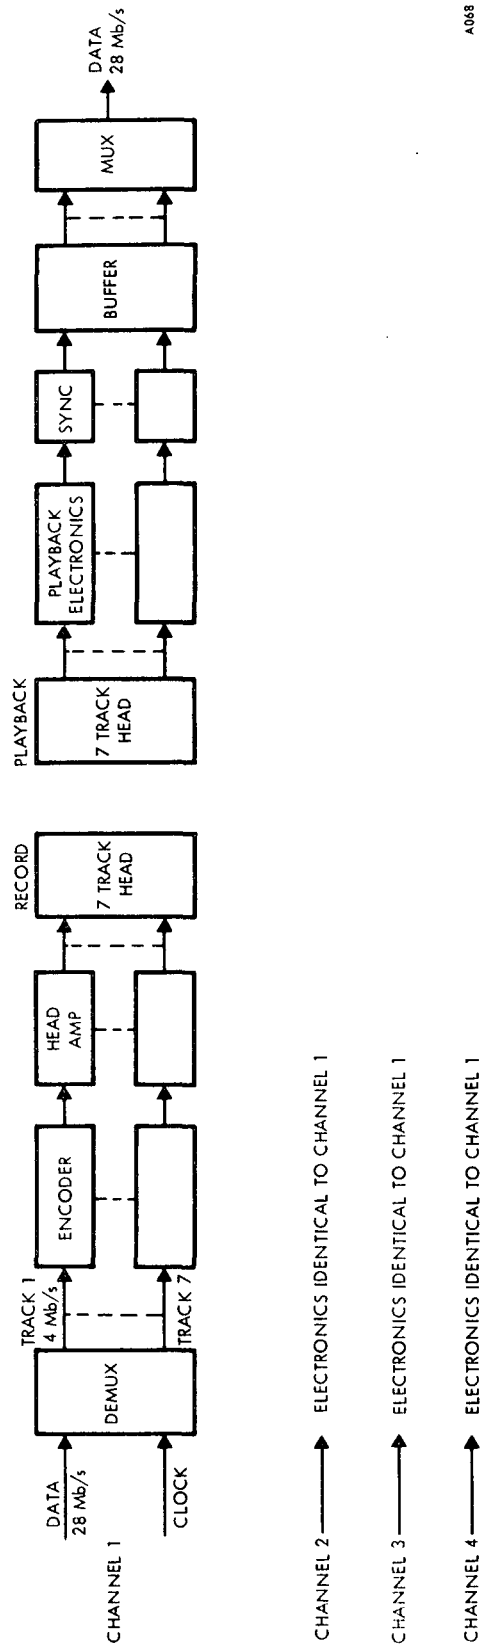 CHANNEL 1
DATA
28 Mb/s
CLOCK
DEMUX
TRACK 1
4 Mb/s
TRACK 7
ENCODER
HEAD
AMP
RECORD
7 TRACK
HEAD
PLAYBACK
7 TRACK
HEAD
PLAYBACK
ELECTRONICS
SYNC
BUFFER
MUX
DATA
28 Mb/s
CHANNEL 2 ELECTRONICS IDENTICAL TO CHANNEL 1
CHANNEL 3 ELECTRONICS IDENTICAL TO CHANNEL 1
CHANNEL 4 ELECTRONICS IDENTICAL TO CHANNEL 1
A068